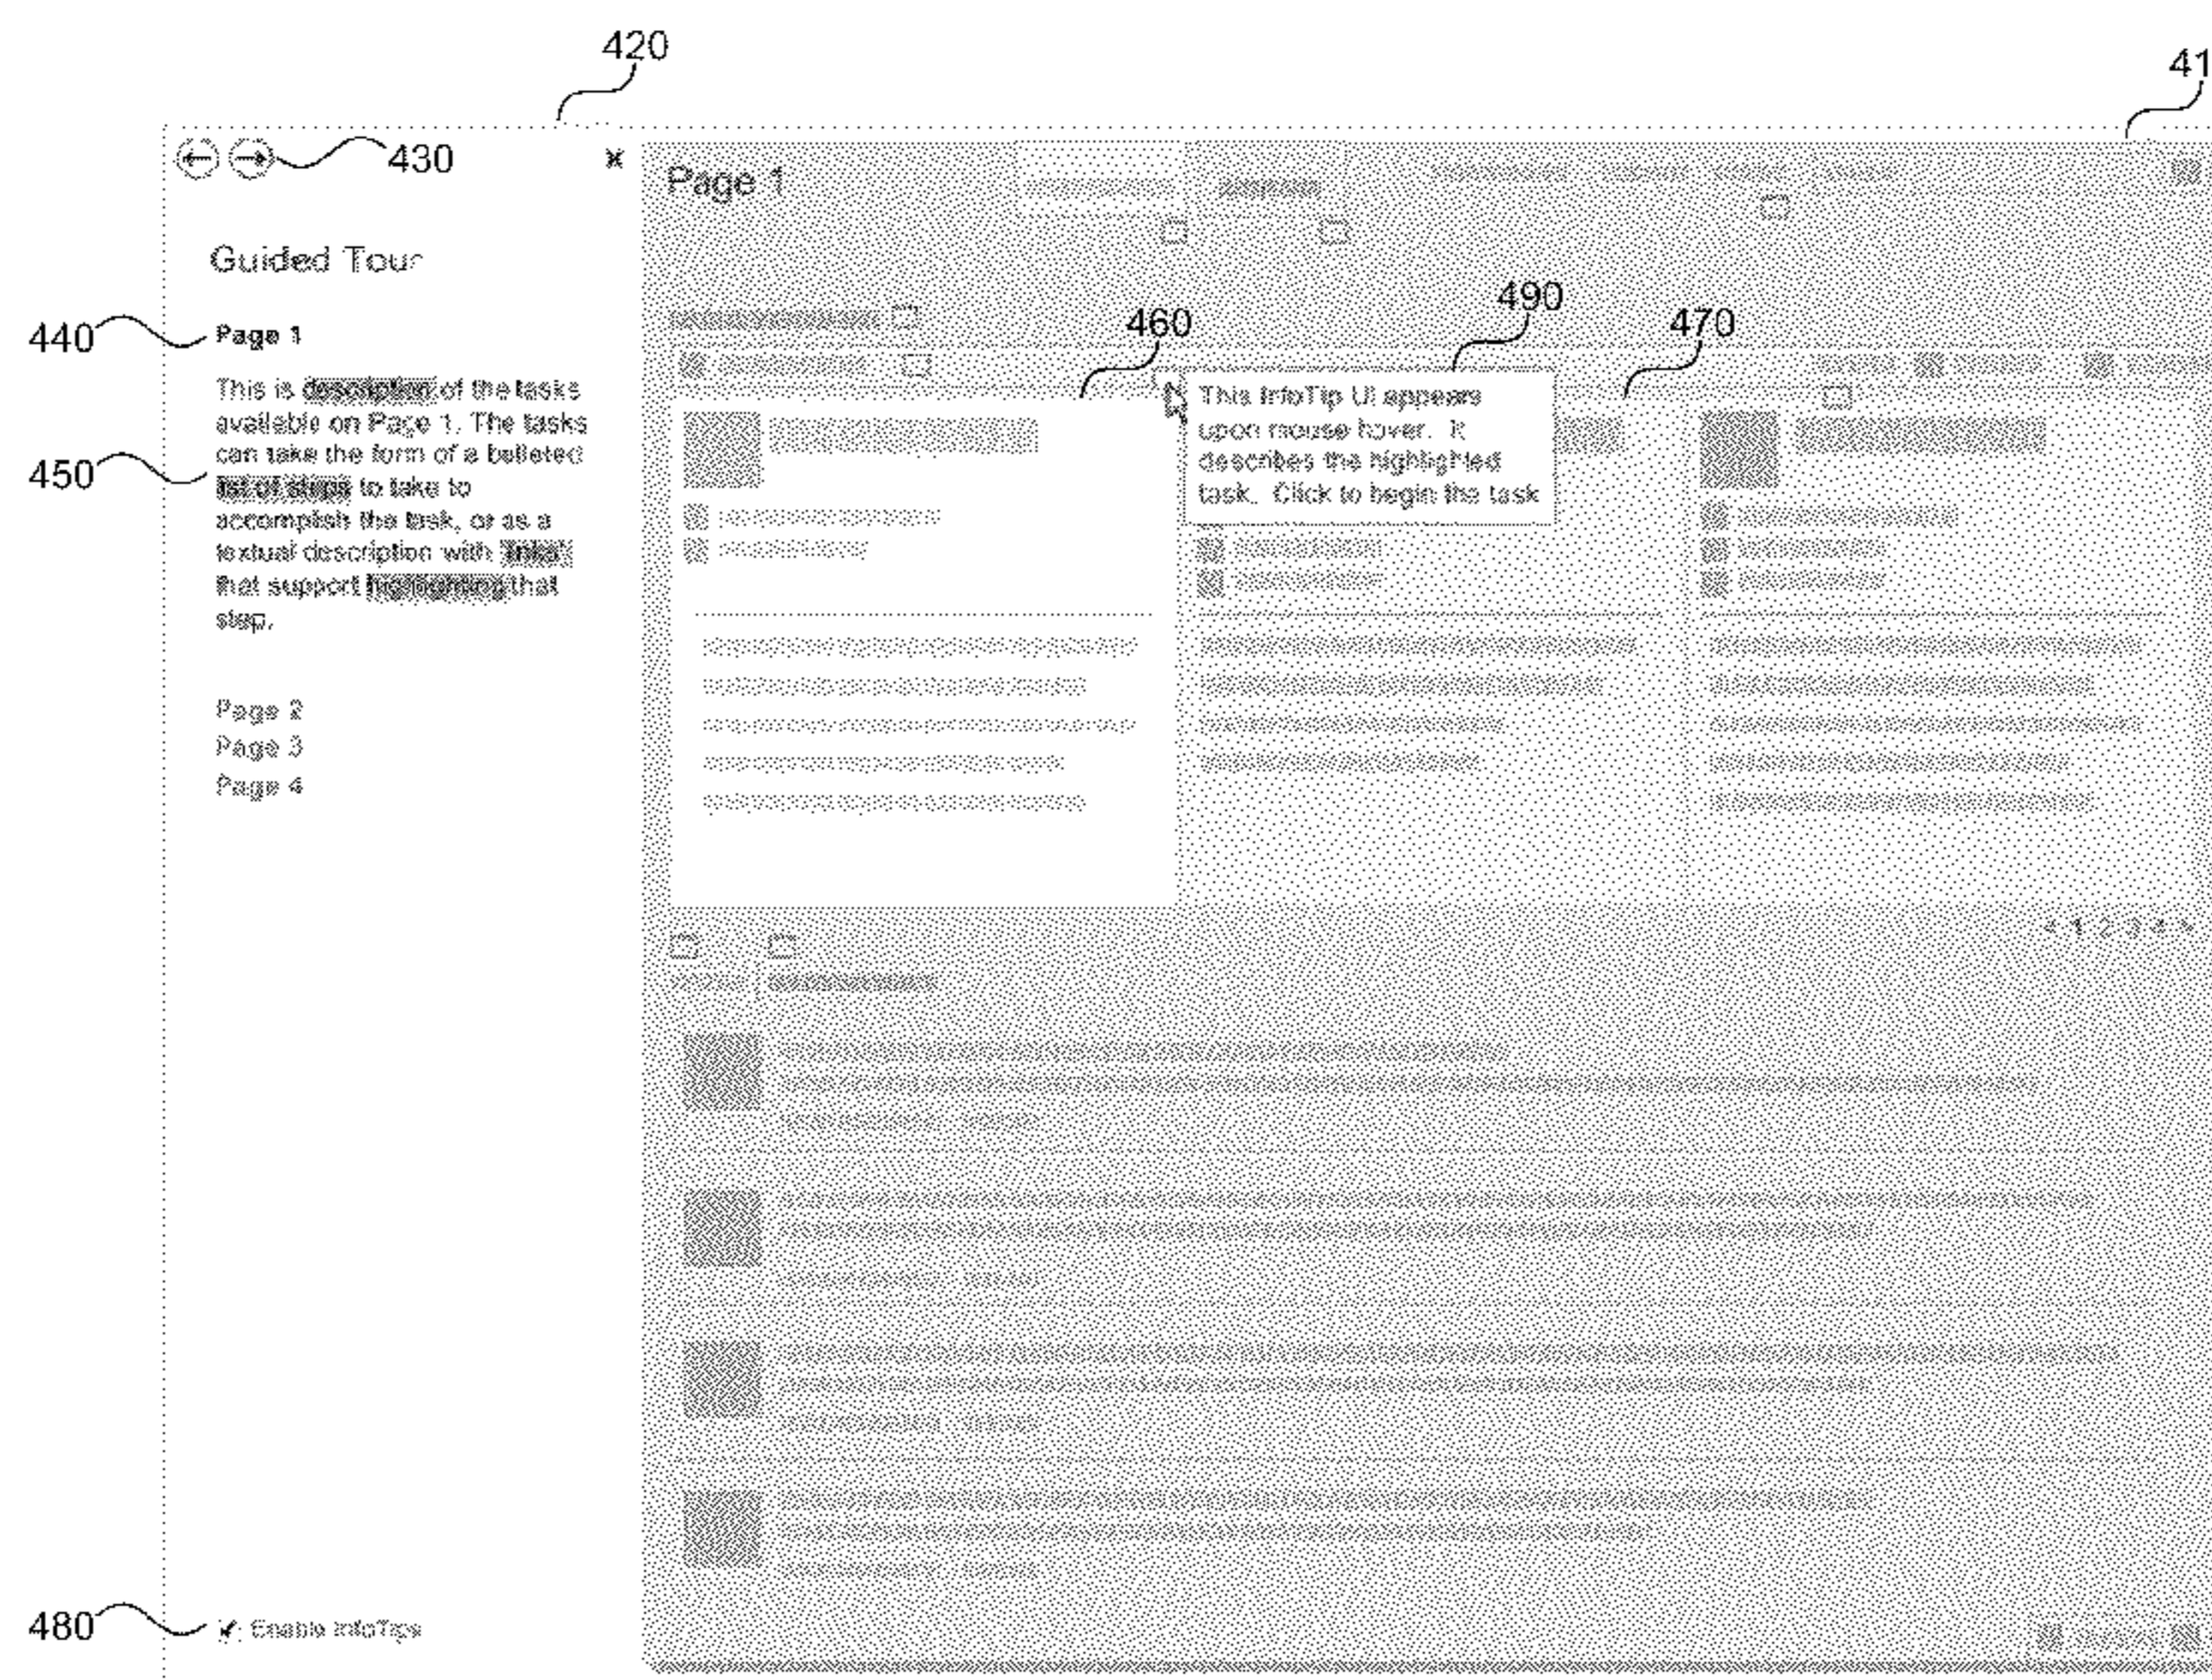 420
41
430
×
Page 1
Guided Tour
490
460
470
440
Page 1
This is description of the tasks
available on Page 1. The tasks
can take the form of a bulleted
450
list of steps to take to
accomplish the task, or as a
textual description with 'links'
that support highlighting that
step.
This InfoTip UI appears
upon mouse hover. It
describes the highlighted
task. Click to begin the task
Page 2
Page 3
Page 4
< 1 2 3 4 >
480
Enable InfoTips